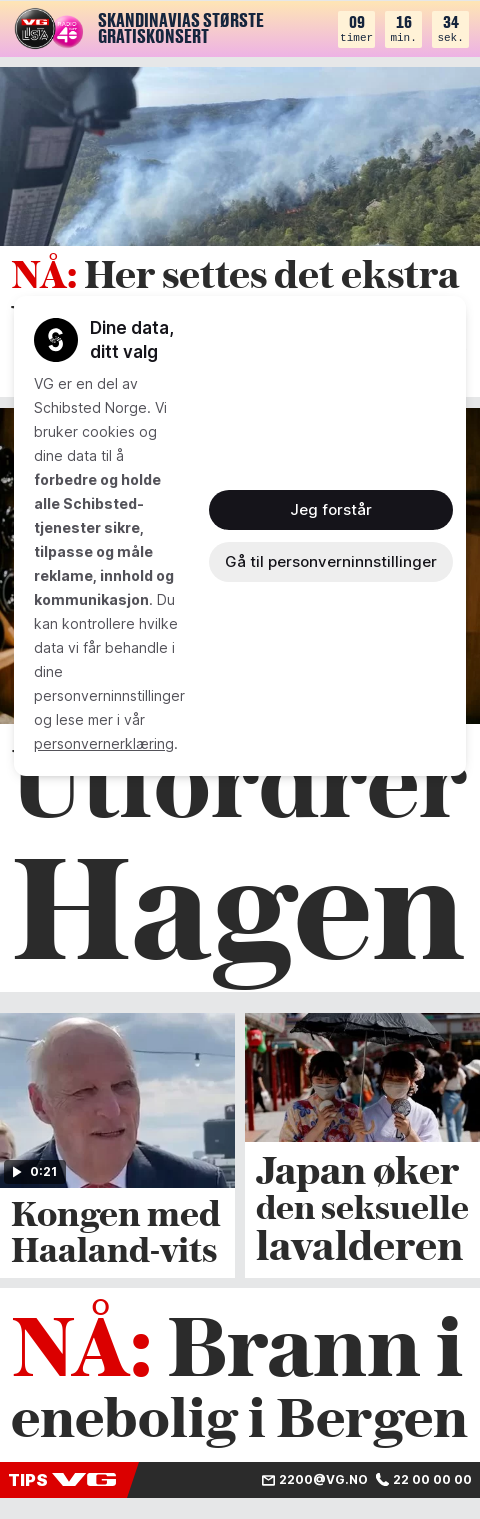 VG
LISTA
RADIO
SKANDINAVIAS STØRSTE
GRATISKONSERT
09 timer
16 min.
34 sek.
NÅ: Her settes det ekstra
Dine data,
ditt valg
VG er en del av
Schibsted Norge. Vi
bruker cookies og
dine data til å
forbedre og holde
alle Schibsted-
tjenester sikre,
tilpasse og måle
reklame, innhold og
kommunikasjon. Du
kan kontrollere hvilke
data vi får behandle i
dine
personverninnstillinger
og lese mer i vår
personvernerklæring.
Jeg forstår
Gå til personverninnstillinger
Utfordrer
Hagen
0:21
Kongen med
Haaland-vits
Japan øker
den seksuelle
lavalderen
NÅ: Brann i
enebolig i Bergen
TIPS VG
2200@VG.NO
22 00 00 00